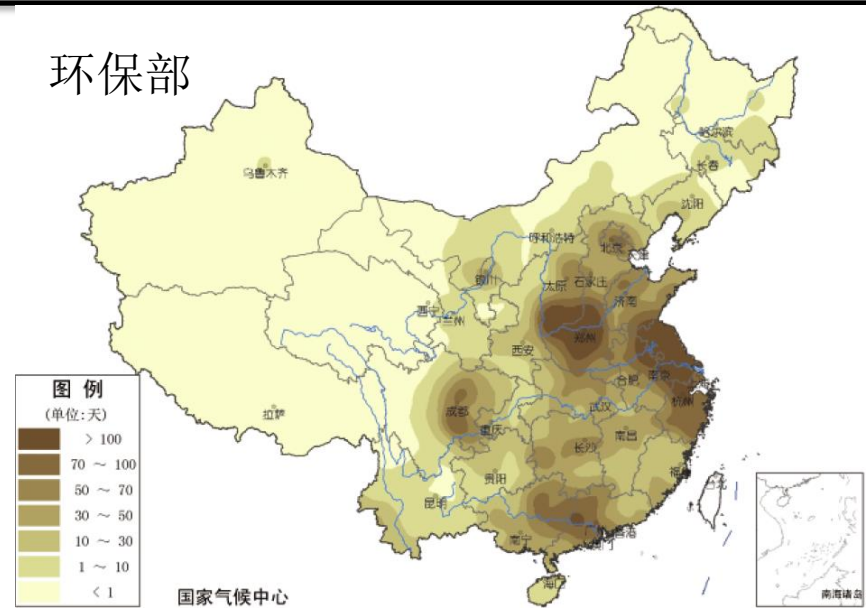 环保部
哈尔滨
长春
乌鲁木齐
沈阳
呼和浩特
北京
天津
银川
太原
石家庄
济南
西宁
兰州
西安
郑州
合肥
南京
拉萨
成都
重庆
武汉
杭州
长沙
南昌
贵阳
昆明
南宁
台北
图 例
(单位:天)
> 100
70 ~ 100
50 ~ 70
30 ~ 50
10 ~ 30
1 ~ 10
< 1
国家气候中心
南海诸岛